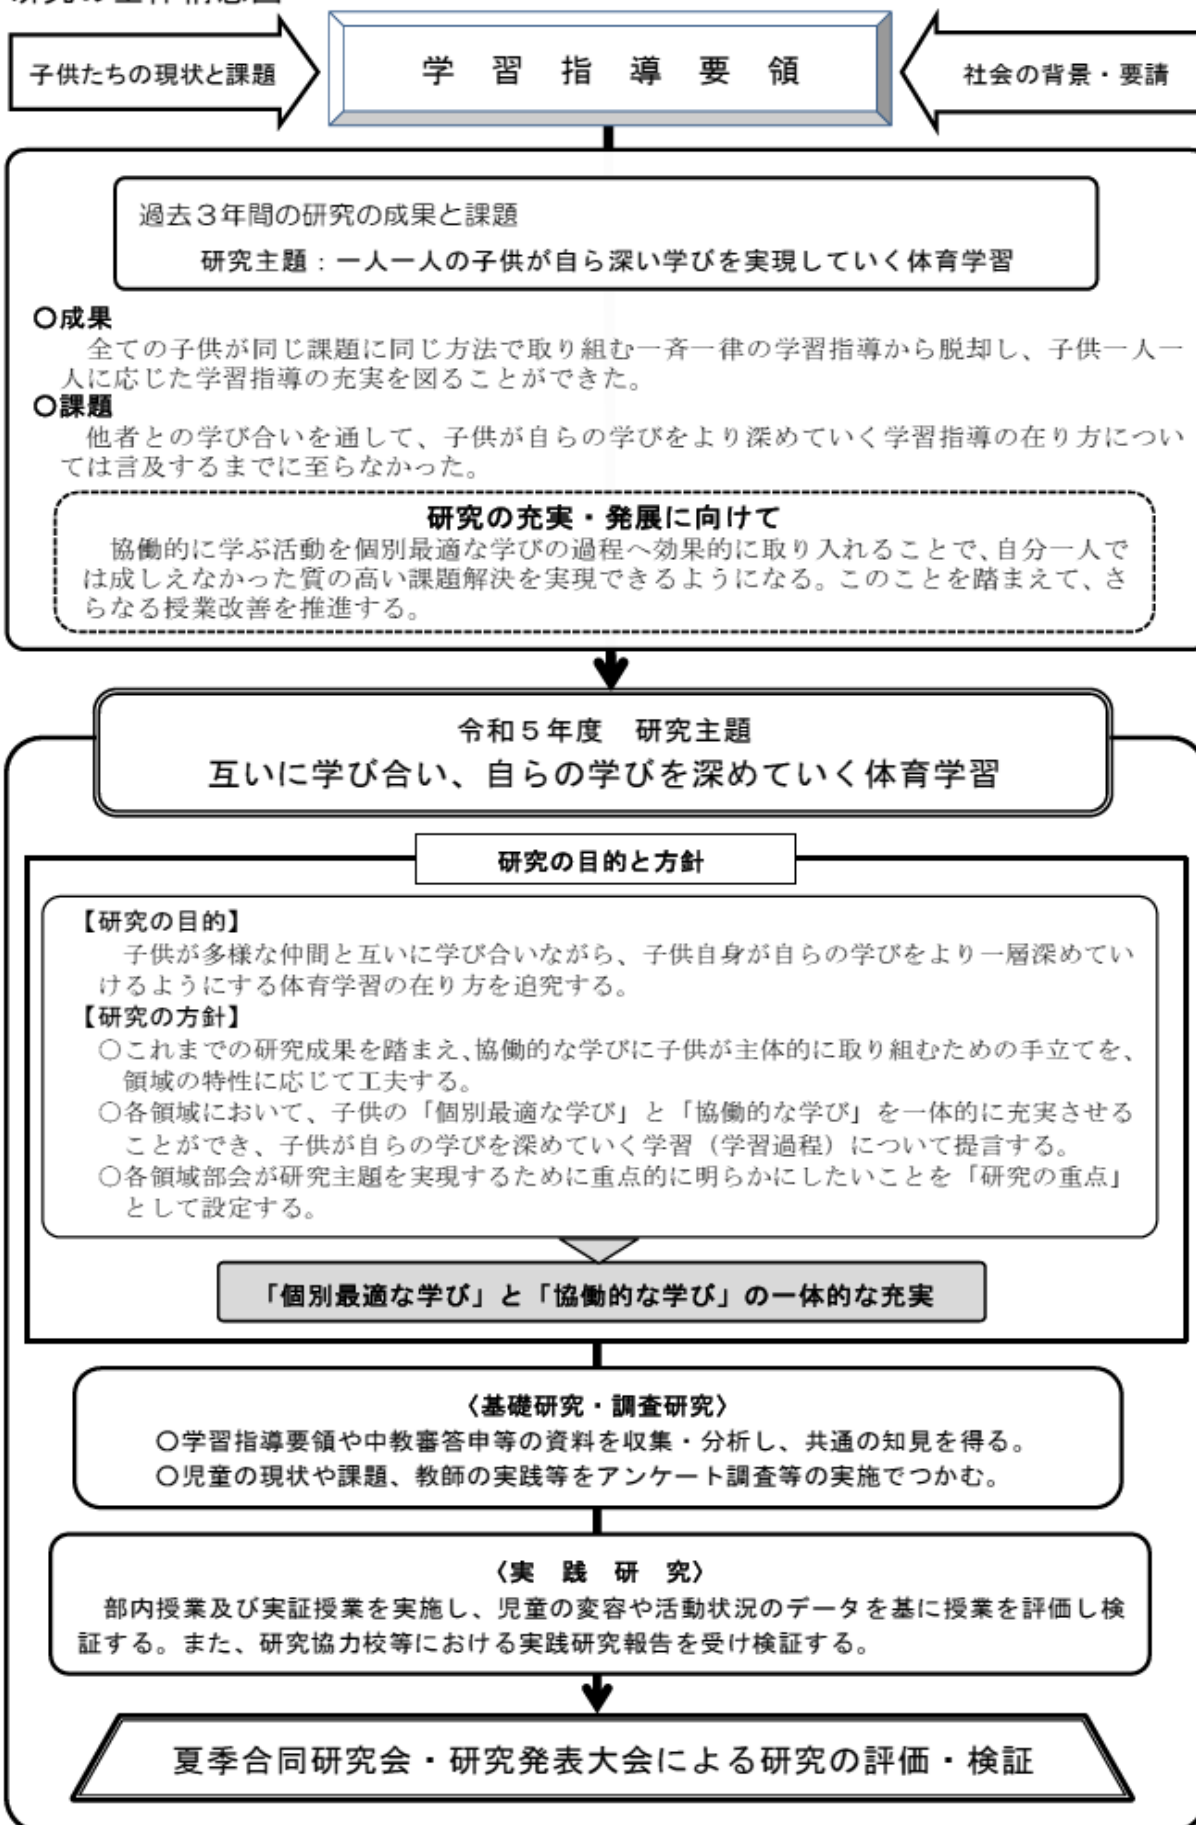 子供たちの現状と課題
学習指導要領
社会の背景・要請
過去3年間の研究の成果と課題
研究主題：一人一人の子供が自ら深い学びを実現していく体育学習
○成果
全ての子供が同じ課題に同じ方法で取り組む一斉一律の学習指導から脱却し、子供一人一
人に応じた学習指導の充実を図ることができた。
○課題
他者との学び合いを通して、子供が自らの学びをより深めていく学習指導の在り方につい
ては言及するまでに至らなかった。
研究の充実・発展に向けて
協働的に学ぶ活動を個別最適な学びの過程へ効果的に取り入れることで、自分一人で
は成しえなかった質の高い課題解決を実現できるようになる。このことを踏まえて、さ
らなる授業改善を推進する。
令和５年度　研究主題
互いに学び合い、自らの学びを深めていく体育学習
研究の目的と方針
【研究の目的】
子供が多様な仲間と互いに学び合いながら、子供自身が自らの学びをより一層深めてい
けるようにする体育学習の在り方を追究する。
【研究の方針】
○これまでの研究成果を踏まえ、協働的な学びに子供が主体的に取り組むための手立てを、
領域の特性に応じて工夫する。
○各領域において、子供の「個別最適な学び」と「協働的な学び」を一体的に充実させる
ことができ、子供が自らの学びを深めていく学習（学習過程）について提言する。
○各領域部会が研究主題を実現するために重点的に明らかにしたいことを「研究の重点」
として設定する。
「個別最適な学び」と「協働的な学び」の一体的な充実
〈基礎研究・調査研究〉
○学習指導要領や中教審答申等の資料を収集・分析し、共通の知見を得る。
○児童の現状や課題、教師の実践等をアンケート調査等の実施でつかむ。
〈実　践　研　究〉
部内授業及び実証授業を実施し、児童の変容や活動状況のデータを基に授業を評価し検
証する。また、研究協力校等における実践研究報告を受け検証する。
夏季合同研究会・研究発表大会による研究の評価・検証